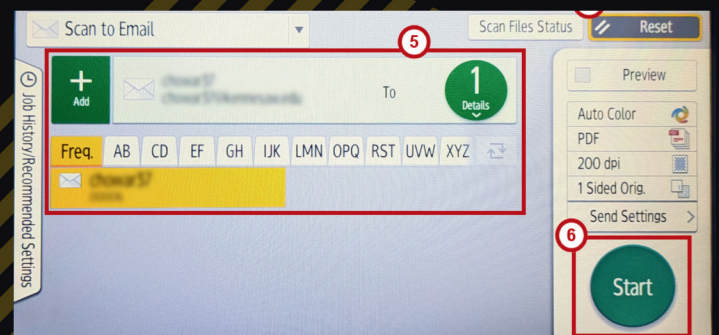 Scan to Email
Scan Files Status
Reset
5
Add
To
1
Details
Job History/Recommended Settings
Freq. AB CD EF GH IJK LMN OPQ RST UVW XYZ
Preview
Auto Color
PDF
200 dpi
1 Sided Orig.
Send Settings
6
Start